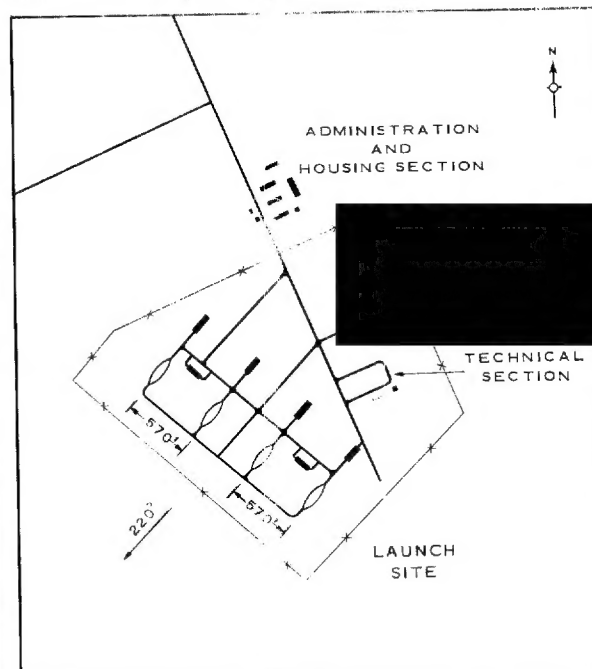 N
ADMINISTRATION
AND
HOUSING SECTION
TECHNICAL
SECTION
570'
570'
220°
LAUNCH
SITE